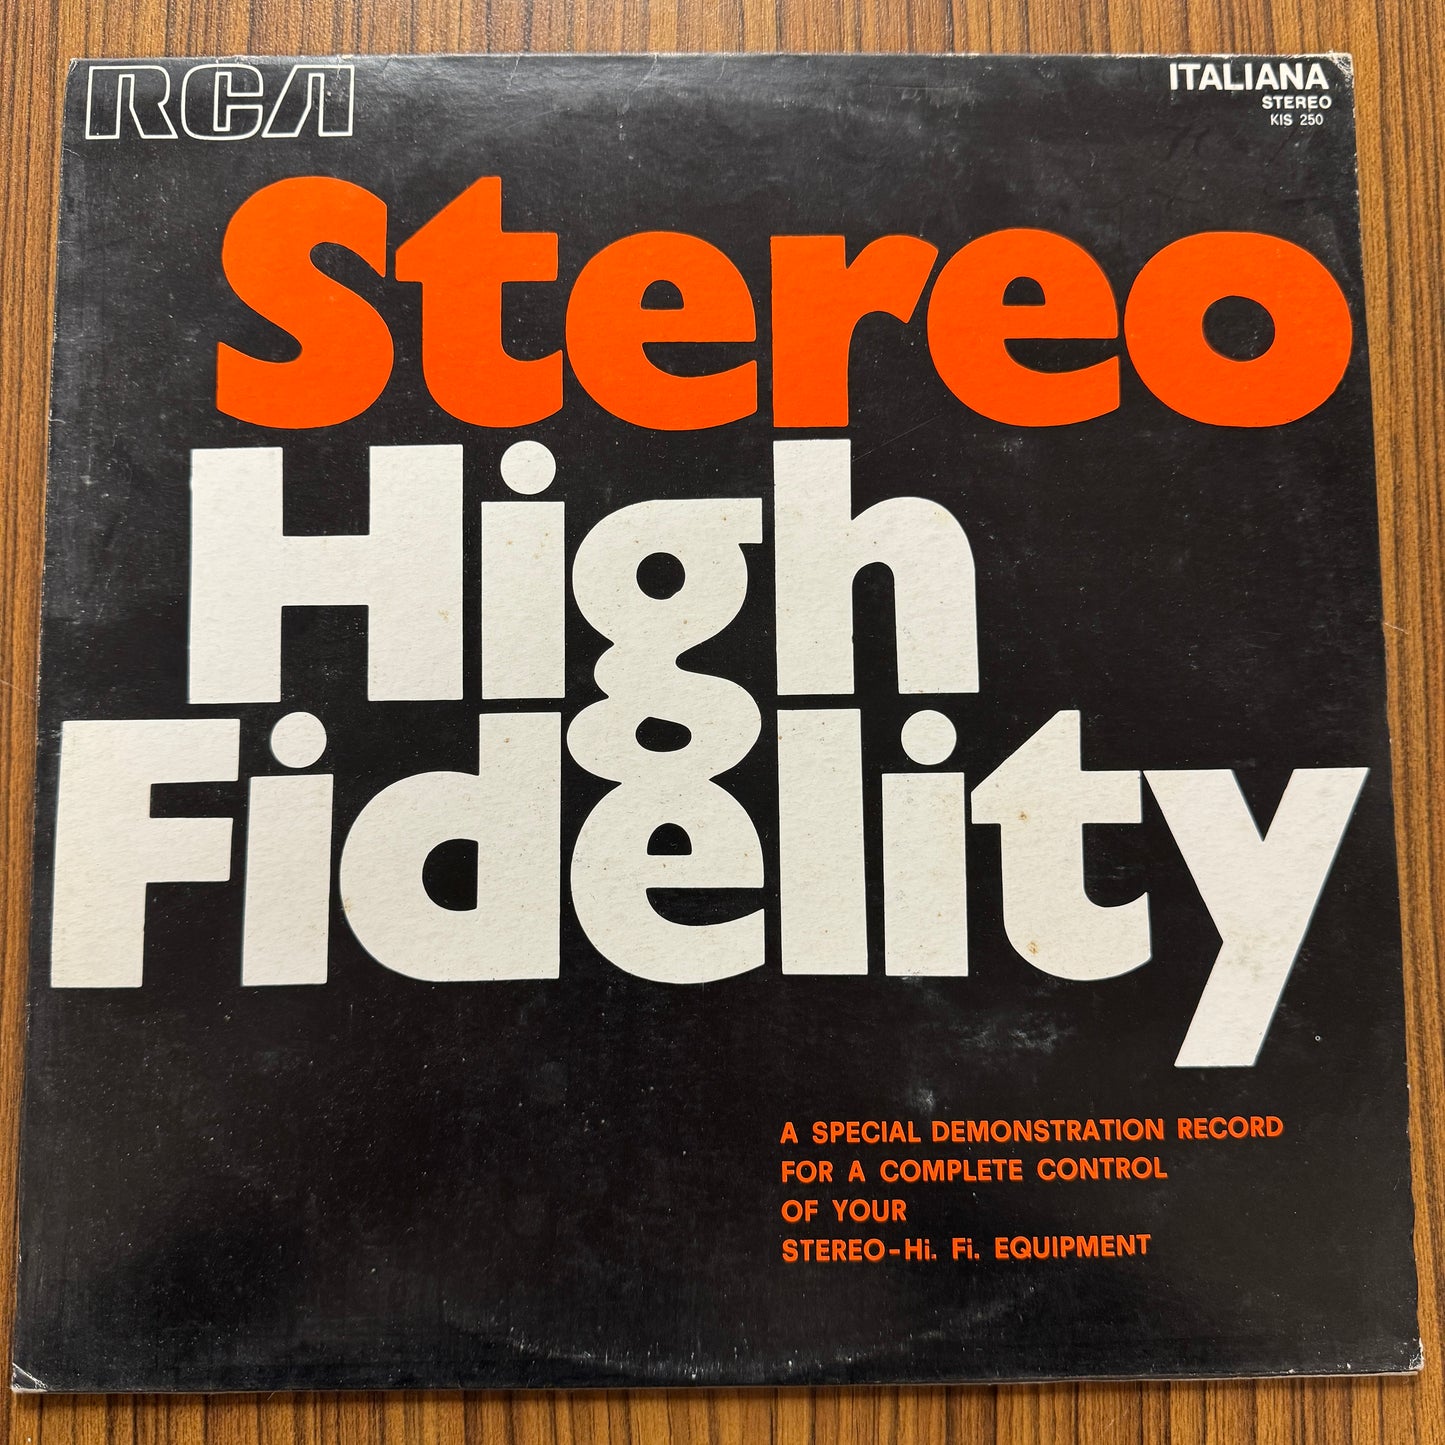 RCA
ITALIANA
STEREO
KIS 250
Stereo
High
Fidelity
A SPECIAL DEMONSTRATION RECORD
FOR A COMPLETE CONTROL
OF YOUR
STEREO-Hi. Fi. EQUIPMENT